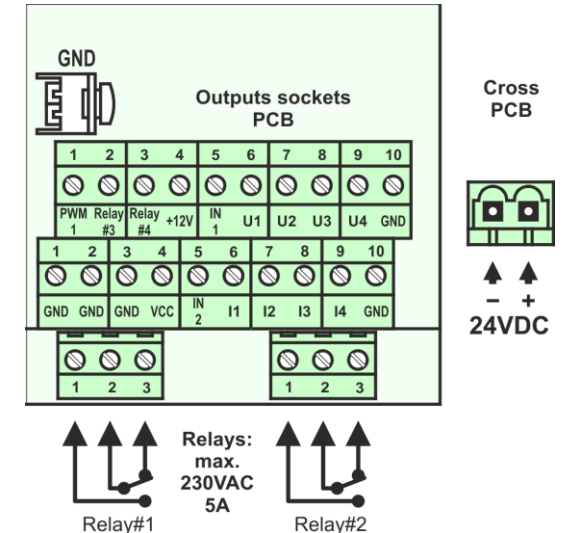 GND
Outputs sockets
PCB
Cross
PCB
1 2 3 4 5 6 7 8 9 10
PWM 1 Relay #3 Relay #4 +12V IN 1 U1 U2 U3 U4 GND
1 2 3 4 5 6 7 8 9 10
GND GND GND VCC IN 2 I1 I2 I3 I4 GND
– +
24VDC
1 2 3
1 2 3
Relays:
max.
230VAC
5A
Relay#1
Relay#2